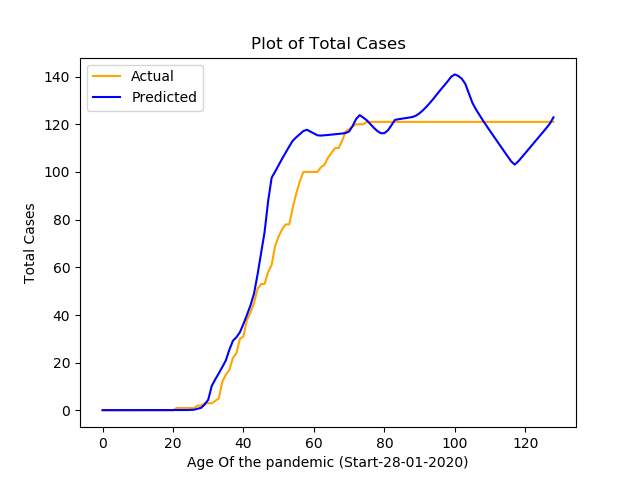 Plot of Total Cases
Actual
Predicted
140
120
100
80
60
40
20
0
Total Cases
0 20 40 60 80 100 120
Age Of the pandemic (Start-28-01-2020)